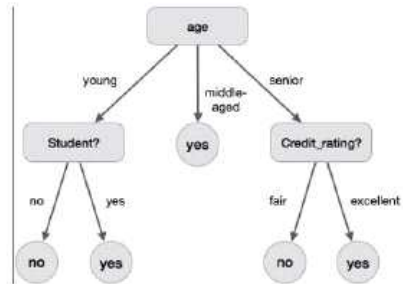 age
young
middle-
aged
senior
Student?
yes
Credit_rating?
no
yes
fair
excellent
no
yes
no
yes